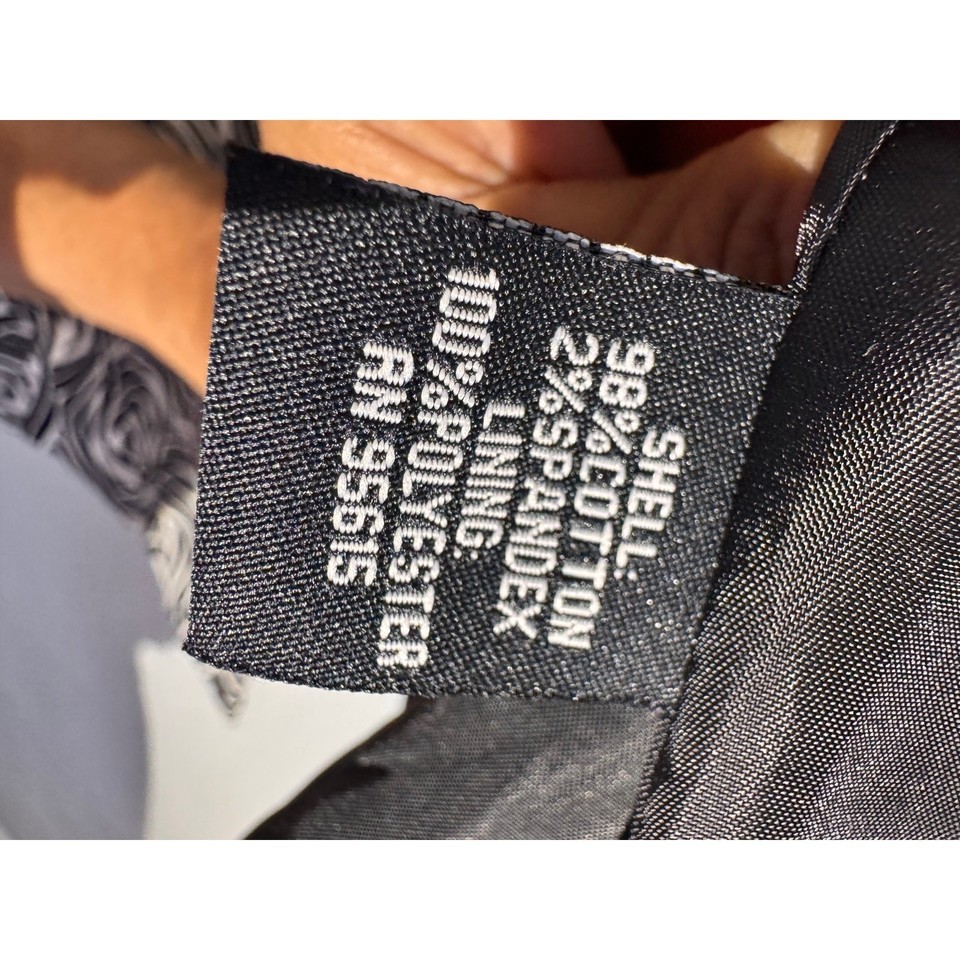 SHELL:
98%COTTON
2%SPANDEX
LINING:
100%POLYESTER
RN 95615